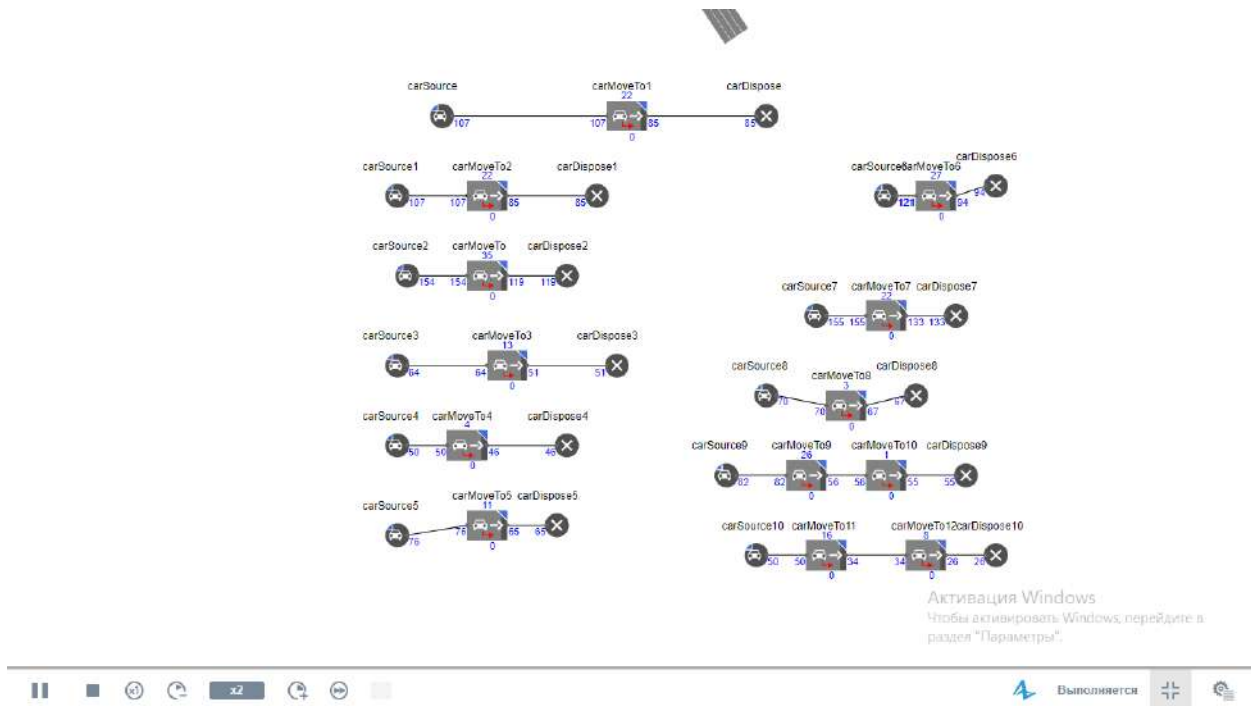 carSource carMoveTo1 carDispose
22
107 107 85 85
0
carSource1 carMoveTo2 carDispose1
22
107 107 85 85
0
carSource2 carMoveTo carDispose2
35
154 154 119 119
0
carSource3 carMoveTo3 carDispose3
13
64 64 51 51
0
carSource4 carMoveTo4 carDispose4
4
50 50 46 46
0
carSource5 carMoveTo5 carDispose5
11
76 76 65 65
0
carSource6 carMoveTo6 carDispose6
27
121 94 94
0
carSource7 carMoveTo7 carDispose7
22
155 155 133 133
0
carSource8 carMoveTo8 carDispose8
3
70 70 67 67
0
carSource9 carMoveTo9 carMoveTo10 carDispose9
26 1
82 82 56 56 55 55
0 0
carSource10 carMoveTo11 carMoveTo12 carDispose10
16 8
50 50 34 34 26 26
0 0
Активация Windows
Чтобы активировать Windows, перейдите в
раздел "Параметры".
x1 x2 Выполняется